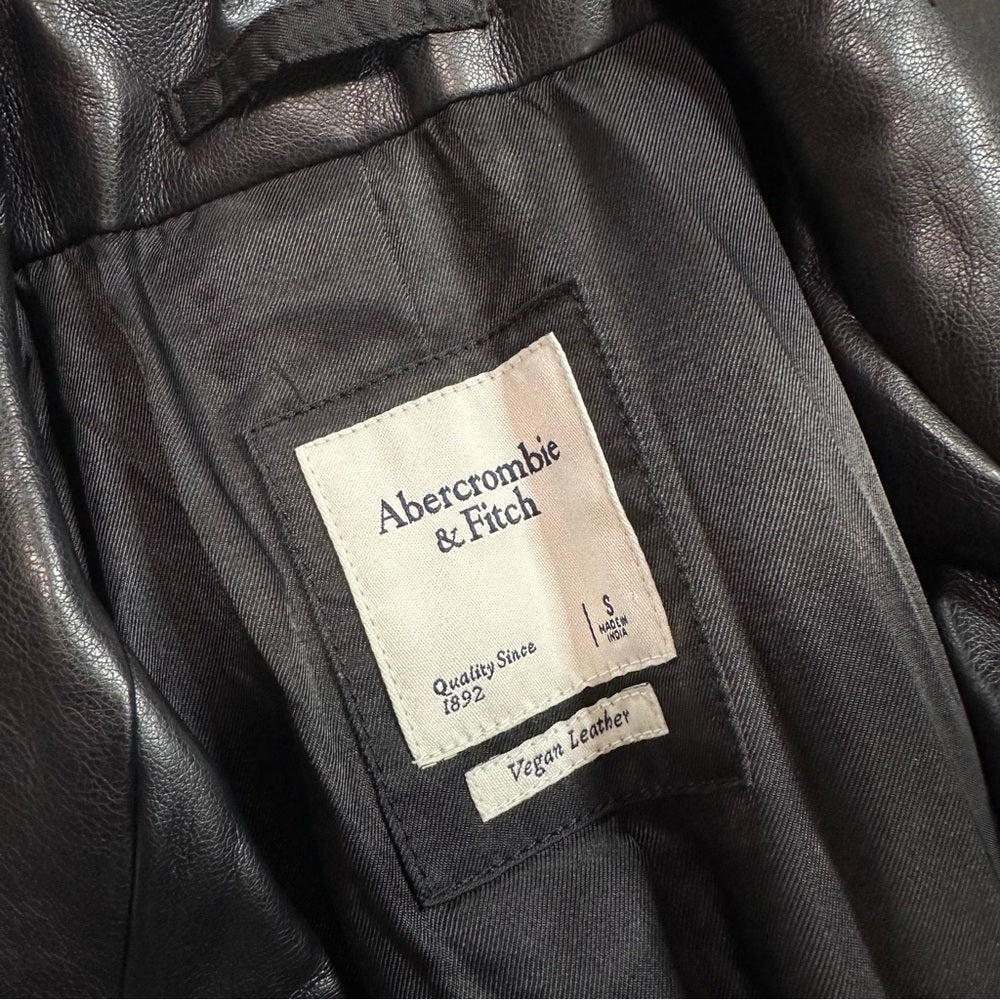 Abercrombie
& Fitch
S
MADE IN
INDIA
Quality Since
1892
Vegan Leather